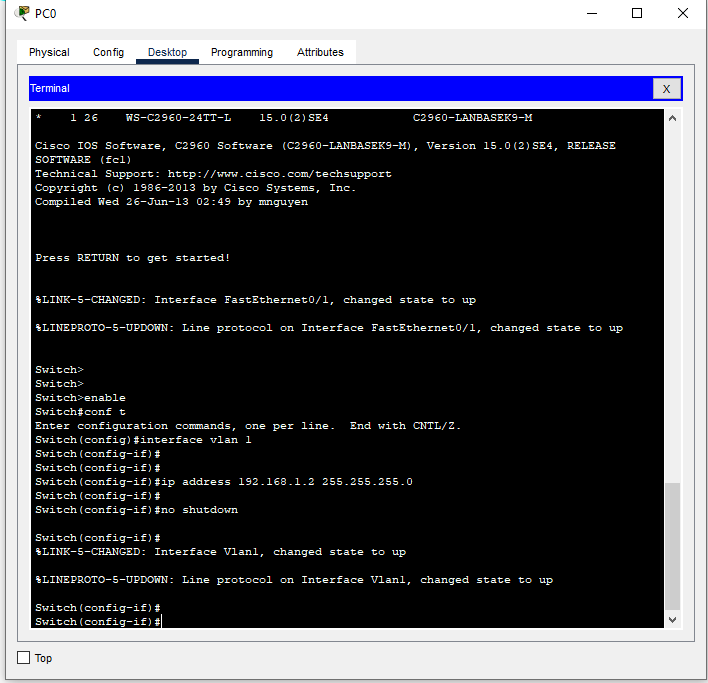 PC0
Physical Config Desktop Programming Attributes
Terminal X
* 1 26 WS-C2960-24TT-L 15.0(2)SE4 C2960-LANBASEK9-M
Cisco IOS Software, C2960 Software (C2960-LANBASEK9-M), Version 15.0(2)SE4, RELEASE
SOFTWARE (fc1)
Technical Support: http://www.cisco.com/techsupport
Copyright (c) 1986-2013 by Cisco Systems, Inc.
Compiled Wed 26-Jun-13 02:49 by mnguyen
Press RETURN to get started!
%LINK-5-CHANGED: Interface FastEthernet0/1, changed state to up
%LINEPROTO-5-UPDOWN: Line protocol on Interface FastEthernet0/1, changed state to up
Switch>
Switch>
Switch>enable
Switch#conf t
Enter configuration commands, one per line. End with CNTL/Z.
Switch(config)#interface vlan 1
Switch(config-if)#
Switch(config-if)#
Switch(config-if)#ip address 192.168.1.2 255.255.255.0
Switch(config-if)#
Switch(config-if)#no shutdown
Switch(config-if)#
%LINK-5-CHANGED: Interface Vlan1, changed state to up
%LINEPROTO-5-UPDOWN: Line protocol on Interface Vlan1, changed state to up
Switch(config-if)#
Switch(config-if)#
Top